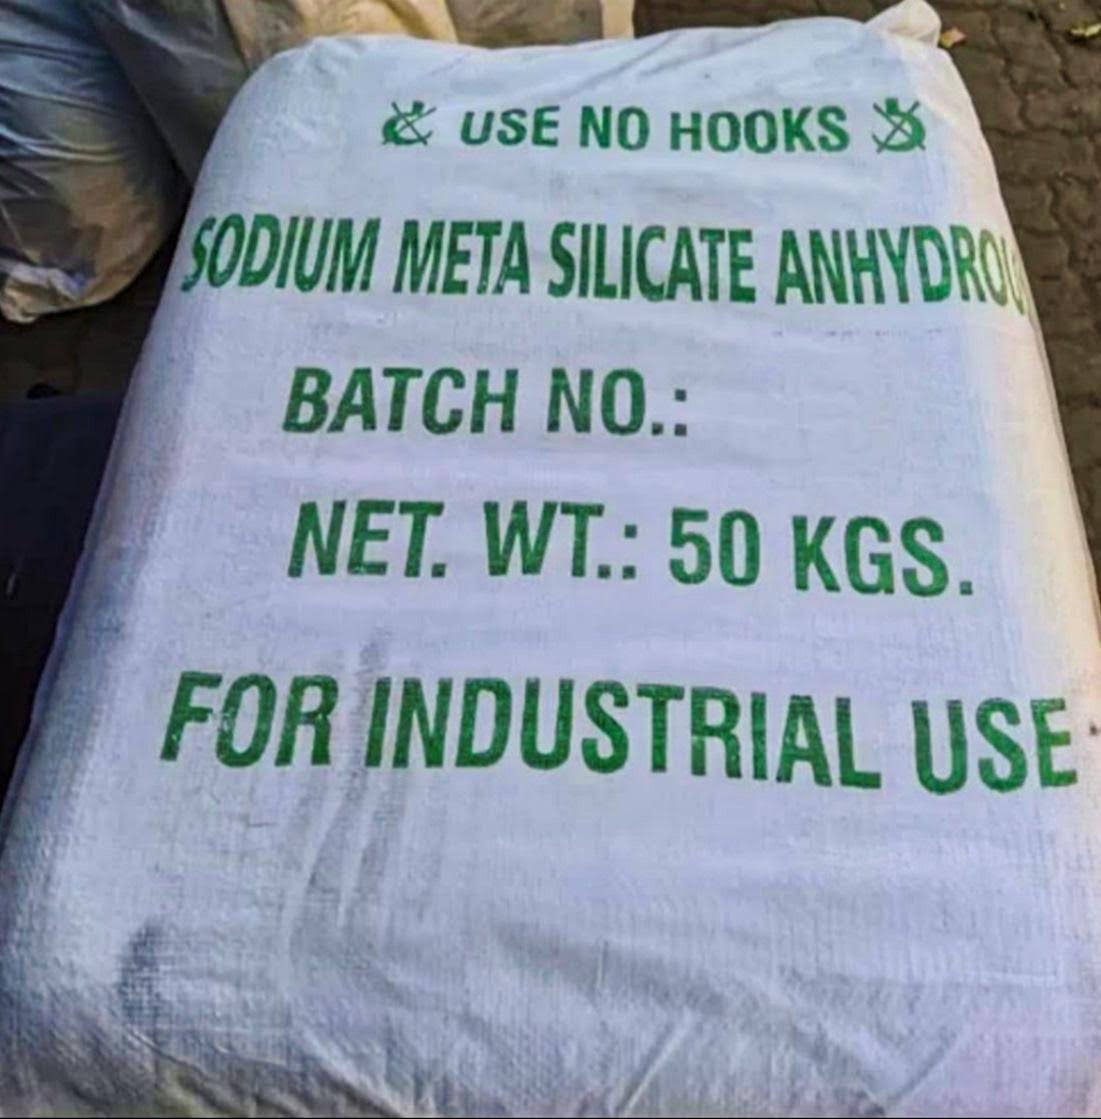 USE NO HOOKS
SODIUM META SILICATE ANHYDROU
BATCH NO.:
NET. WT.: 50 KGS.
FOR INDUSTRIAL USE